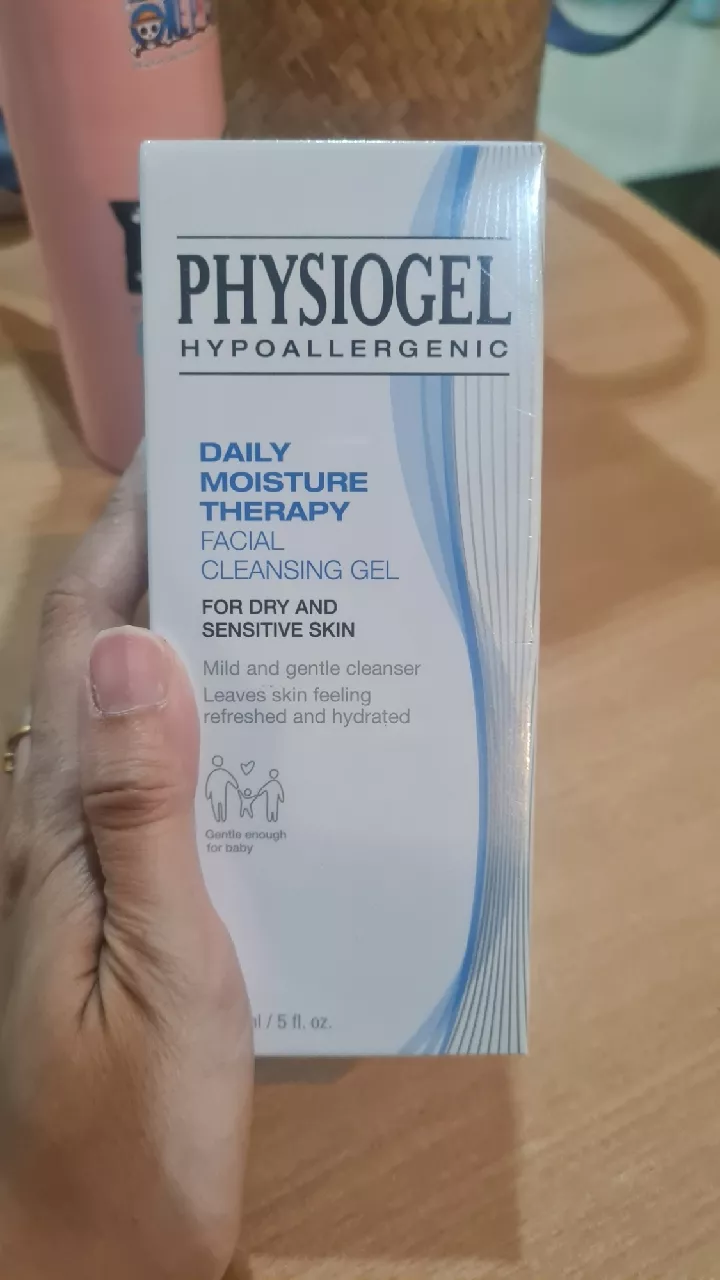 PHYSIOGEL
HYPOALLERGENIC
DAILY
MOISTURE
THERAPY
FACIAL
CLEANSING GEL
FOR DRY AND
SENSITIVE SKIN
Mild and gentle cleanser
Leaves skin feeling
refreshed and hydrated
Gentle enough
for baby
/ 5 fl. oz.